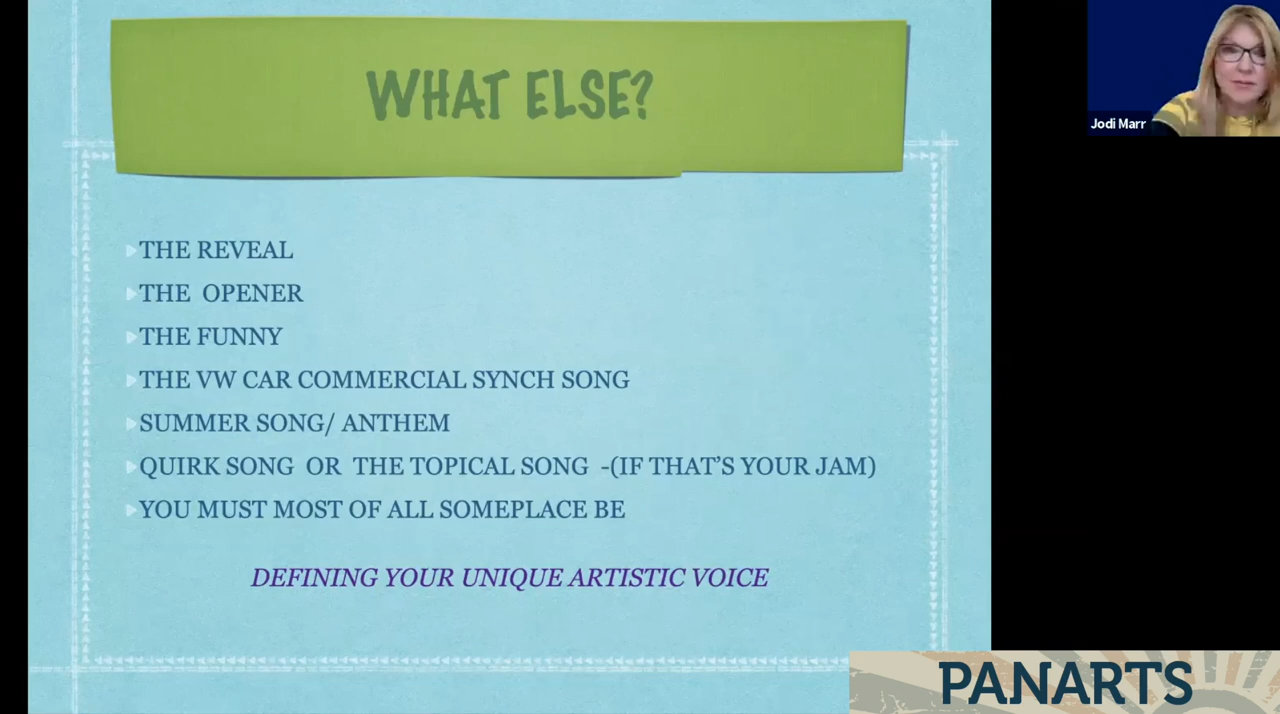 WHAT ELSE?
Jodi Marr
THE REVEAL
THE OPENER
THE FUNNY
THE VW CAR COMMERCIAL SYNCH SONG
SUMMER SONG/ ANTHEM
QUIRK SONG OR THE TOPICAL SONG -(IF THAT'S YOUR JAM)
YOU MUST MOST OF ALL SOMEPLACE BE
DEFINING YOUR UNIQUE ARTISTIC VOICE
PANARTS